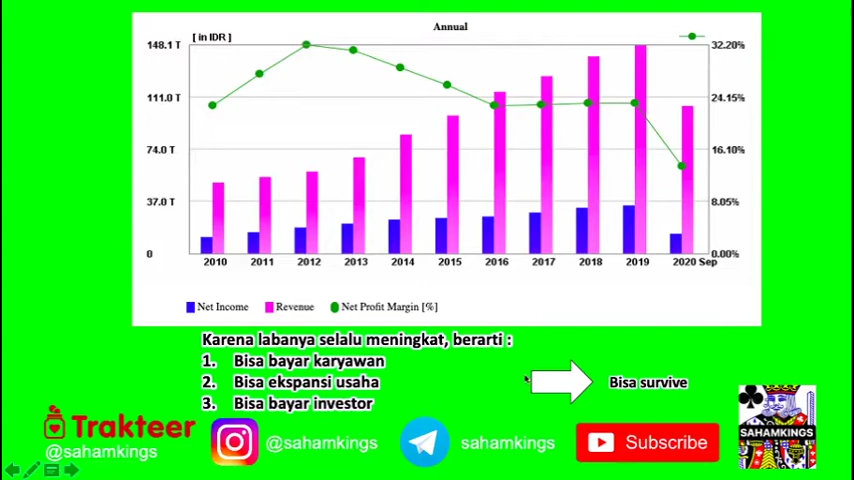 Annual
[ in IDR ]
148.1 T
111.0 T
74.0 T
37.0 T
0
32.20%
24.15%
16.10%
8.05%
0.00%
2010 2011 2012 2013 2014 2015 2016 2017 2018 2019 2020 Sep
Net Income Revenue Net Profit Margin [%]
Karena labanya selalu meningkat, berarti :
1. Bisa bayar karyawan
2. Bisa ekspansi usaha
3. Bisa bayar investor
Bisa survive
Trakteer
@sahamkings
@sahamkings
sahamkings
Subscribe
SAHAMKINGS